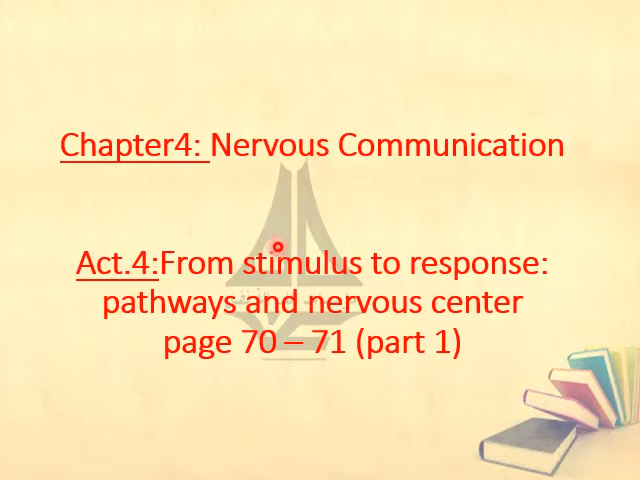 Chapter4: Nervous Communication
Act.4:From stimulus to response:
pathways and nervous center
page 70 – 71 (part 1)